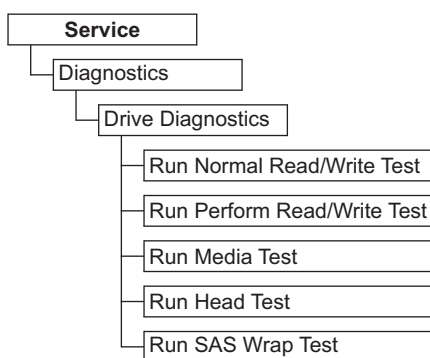 Service
Diagnostics
Drive Diagnostics
Run Normal Read/Write Test
Run Perform Read/Write Test
Run Media Test
Run Head Test
Run SAS Wrap Test